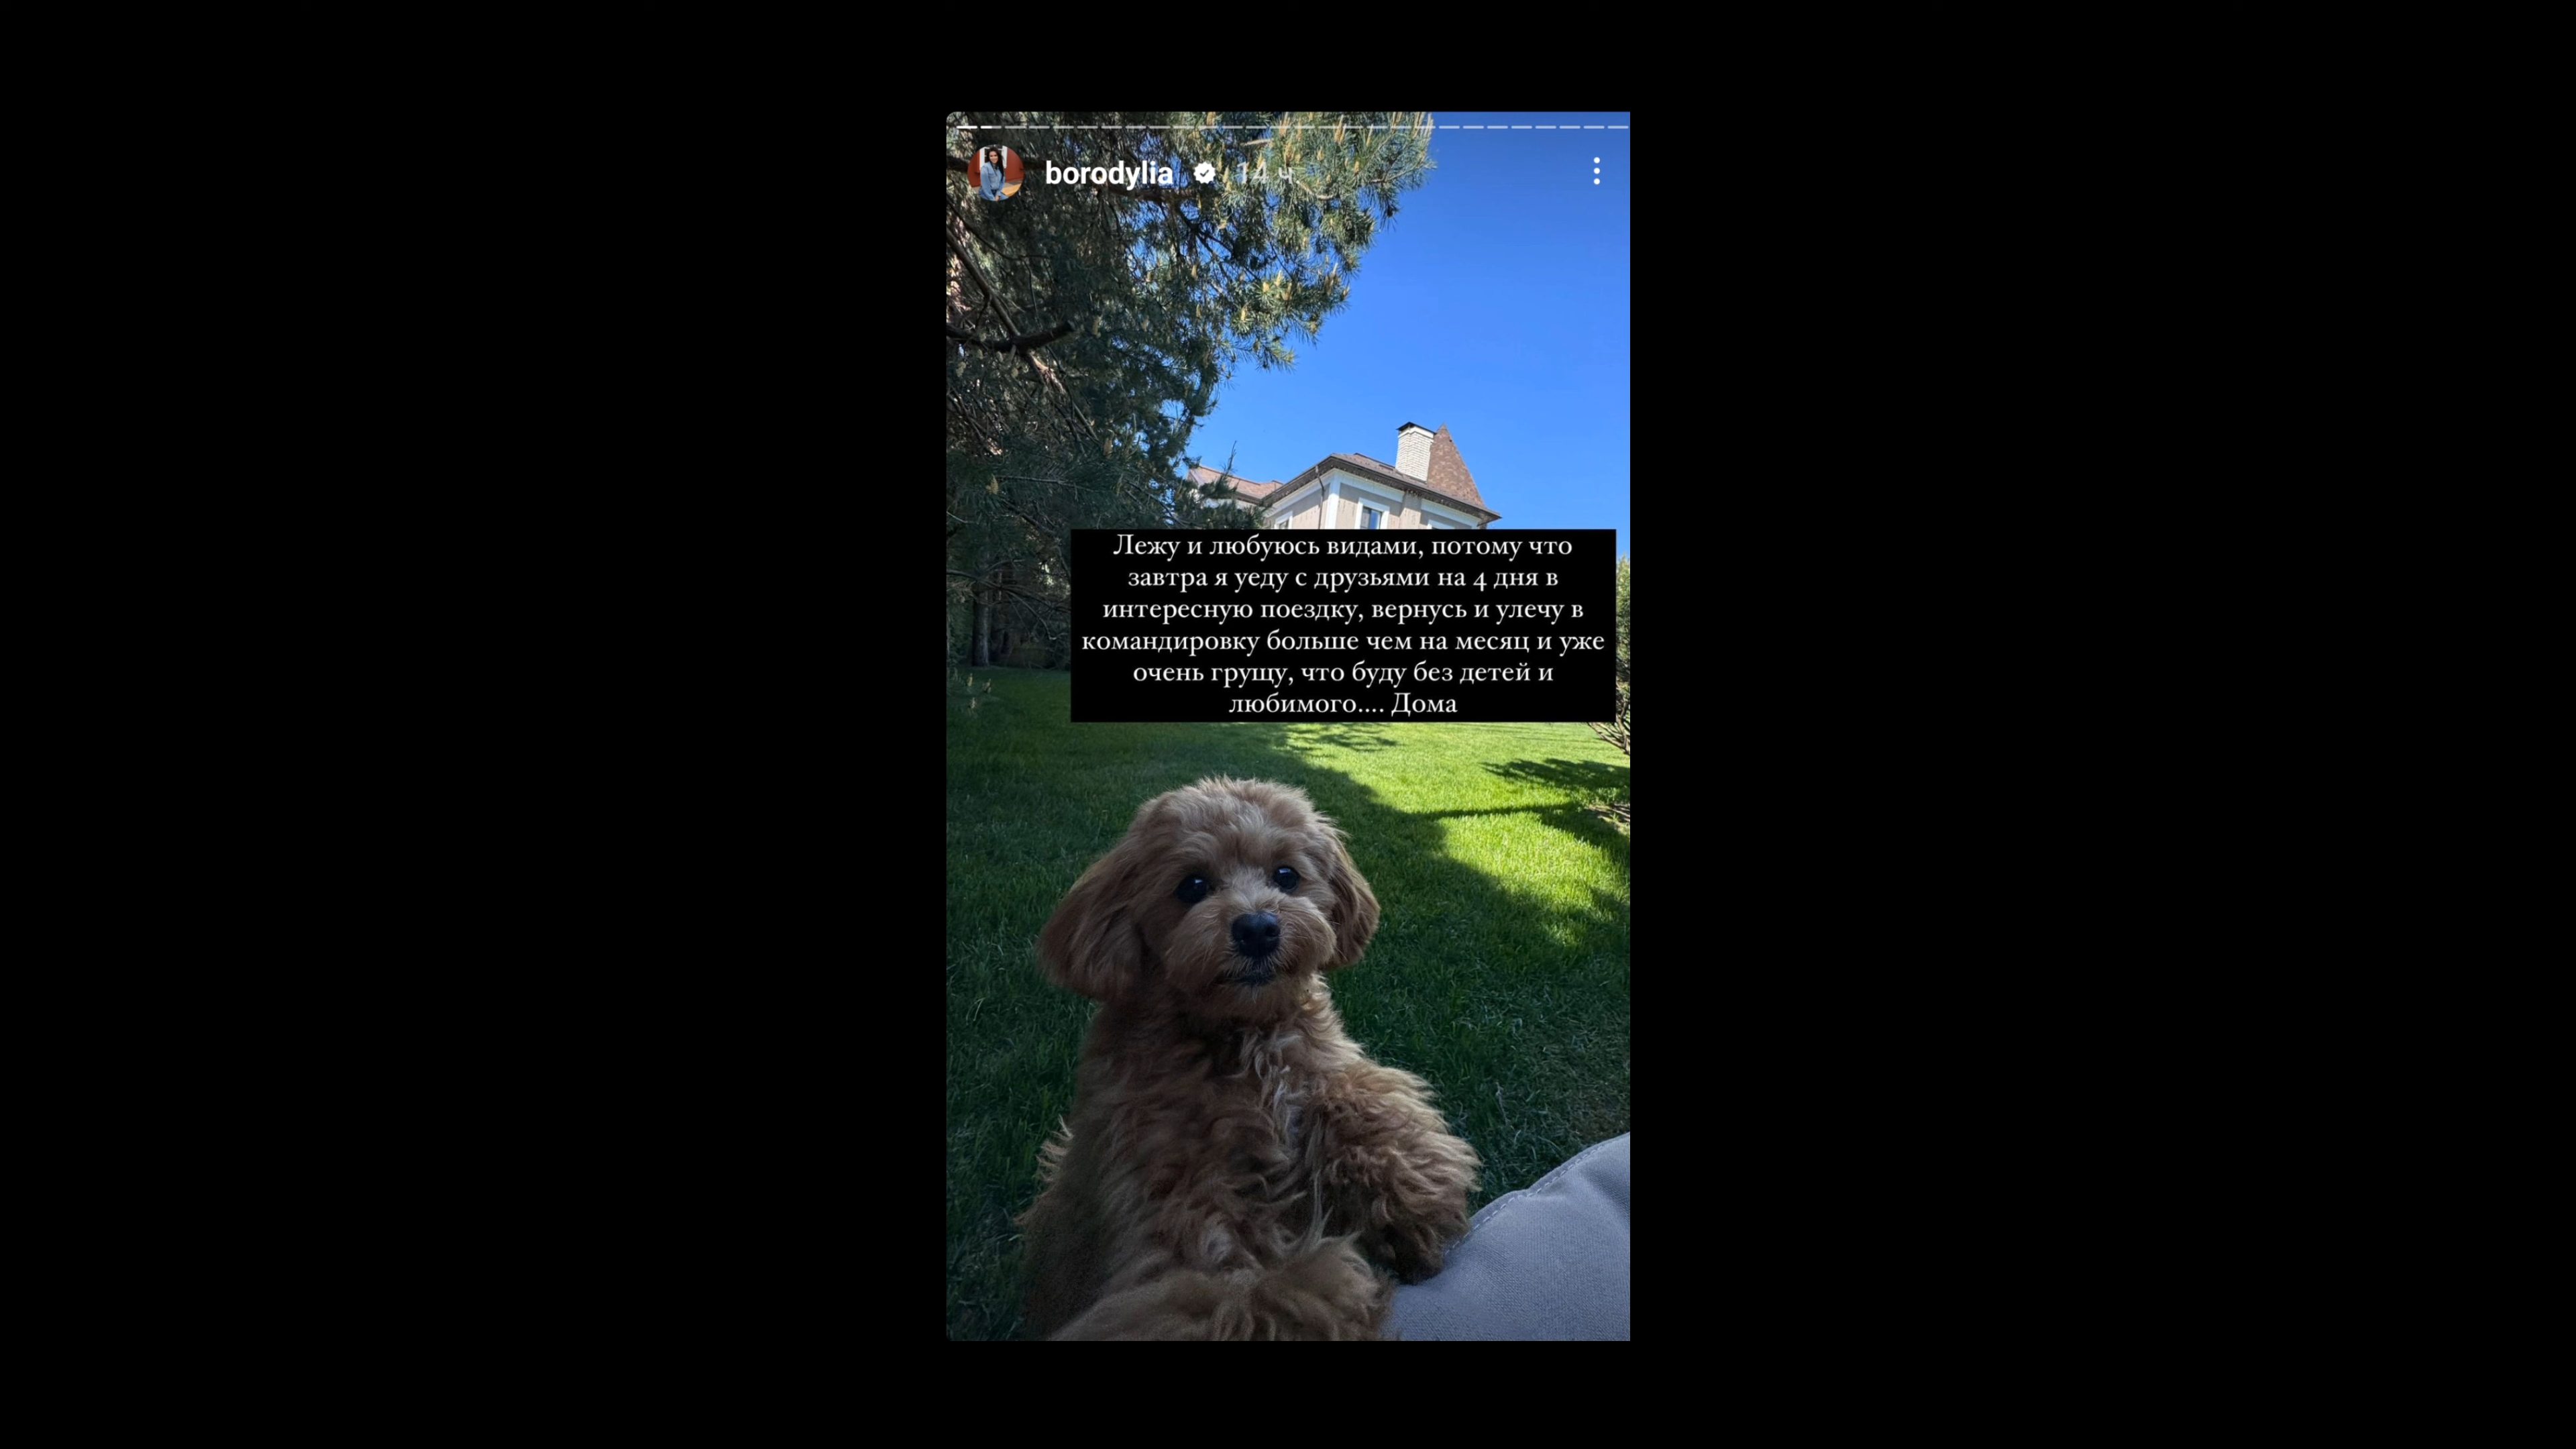 borodylia 14 ч.
Лежу и любуюсь видами, потому что
завтра я уеду с друзьями на 4 дня в
интересную поездку, вернусь и улечу в
командировку больше чем на месяц и уже
очень грущу, что буду без детей и
любимого.... Дома